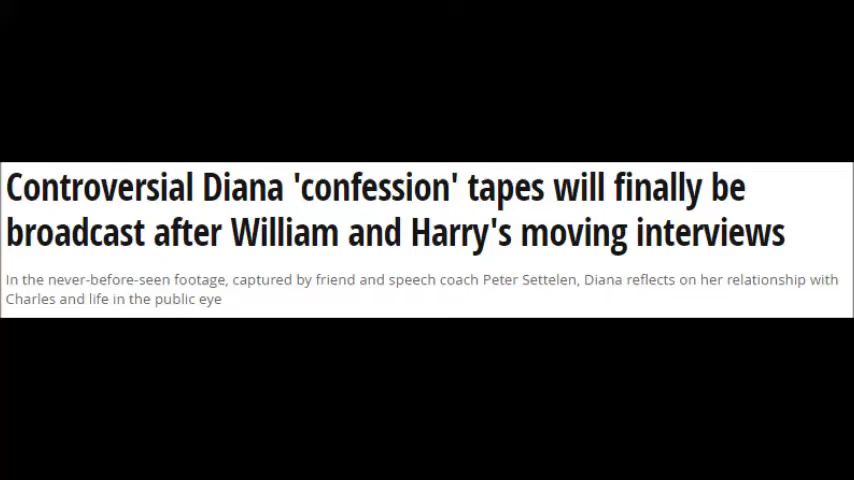 Controversial Diana 'confession' tapes will finally be
broadcast after William and Harry's moving interviews
In the never-before-seen footage, captured by friend and speech coach Peter Settelen, Diana reflects on her relationship with
Charles and life in the public eye